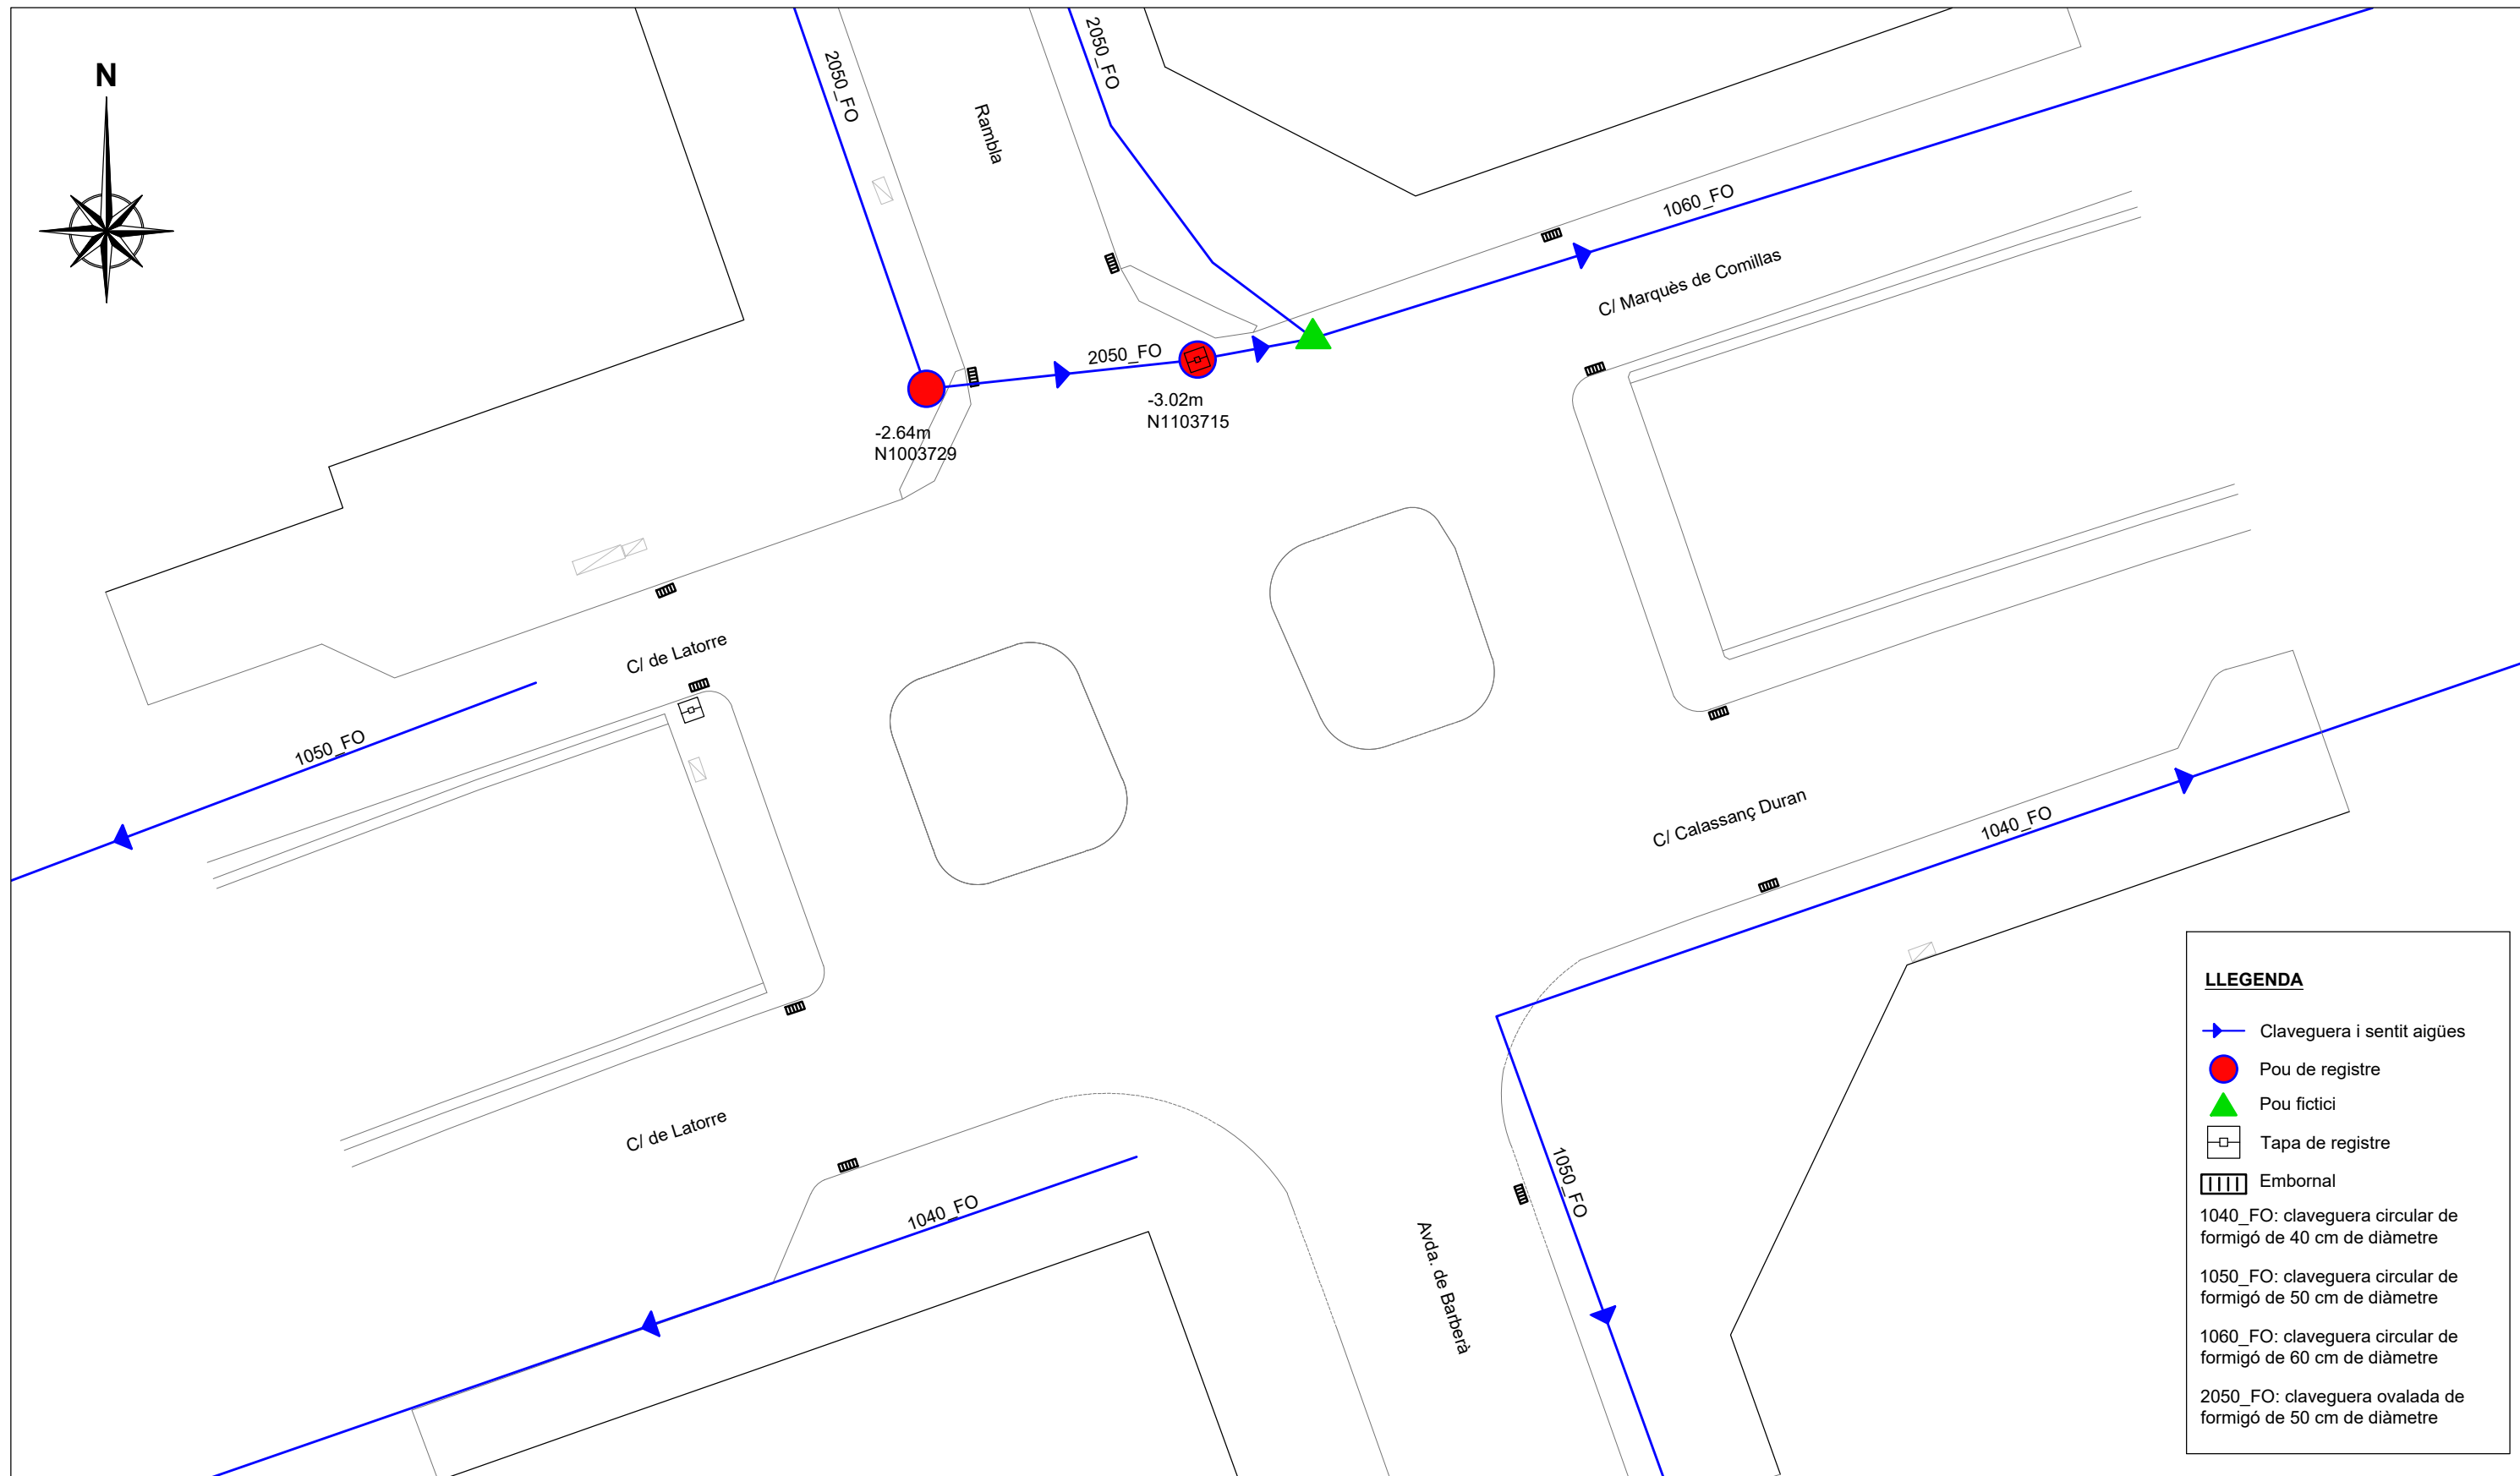 N
2050_FO
2050_FO
Rambla
1060_FO
C/ Marquès de Comillas
2050_FO
-3.02m
N1103715
-2.64m
N1003729
C/ de Latorre
1050_FO
C/ Calassanç Duran
1040_FO
C/ de Latorre
1040_FO
1050_FO
Avda. de Barberà
LLEGENDA
Claveguera i sentit aigües
Pou de registre
Pou fictici
Tapa de registre
Embornal
1040_FO: claveguera circular de
formigó de 40 cm de diàmetre
1050_FO: claveguera circular de
formigó de 50 cm de diàmetre
1060_FO: claveguera circular de
formigó de 60 cm de diàmetre
2050_FO: claveguera ovalada de
formigó de 50 cm de diàmetre